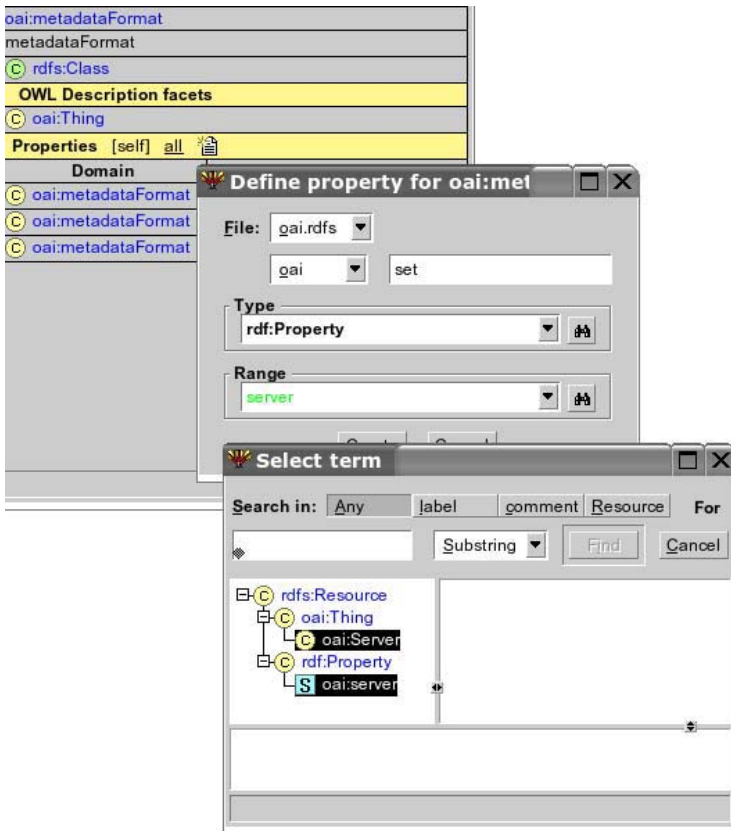 oai:metadataFormat
metadataFormat
C rdfs:Class
OWL Description facets
C oai:Thing
Properties [self] all
Domain
C oai:metadataFormat
C oai:metadataFormat
C oai:metadataFormat
Define property for oai:met
File: oai.rdfs
oai set
Type
rdf:Property
Range
server
Select term
Search in: Any label comment Resource For
Substring Find Cancel
C rdfs:Resource
C oai:Thing
C oai:Server
C rdf:Property
S oai:server